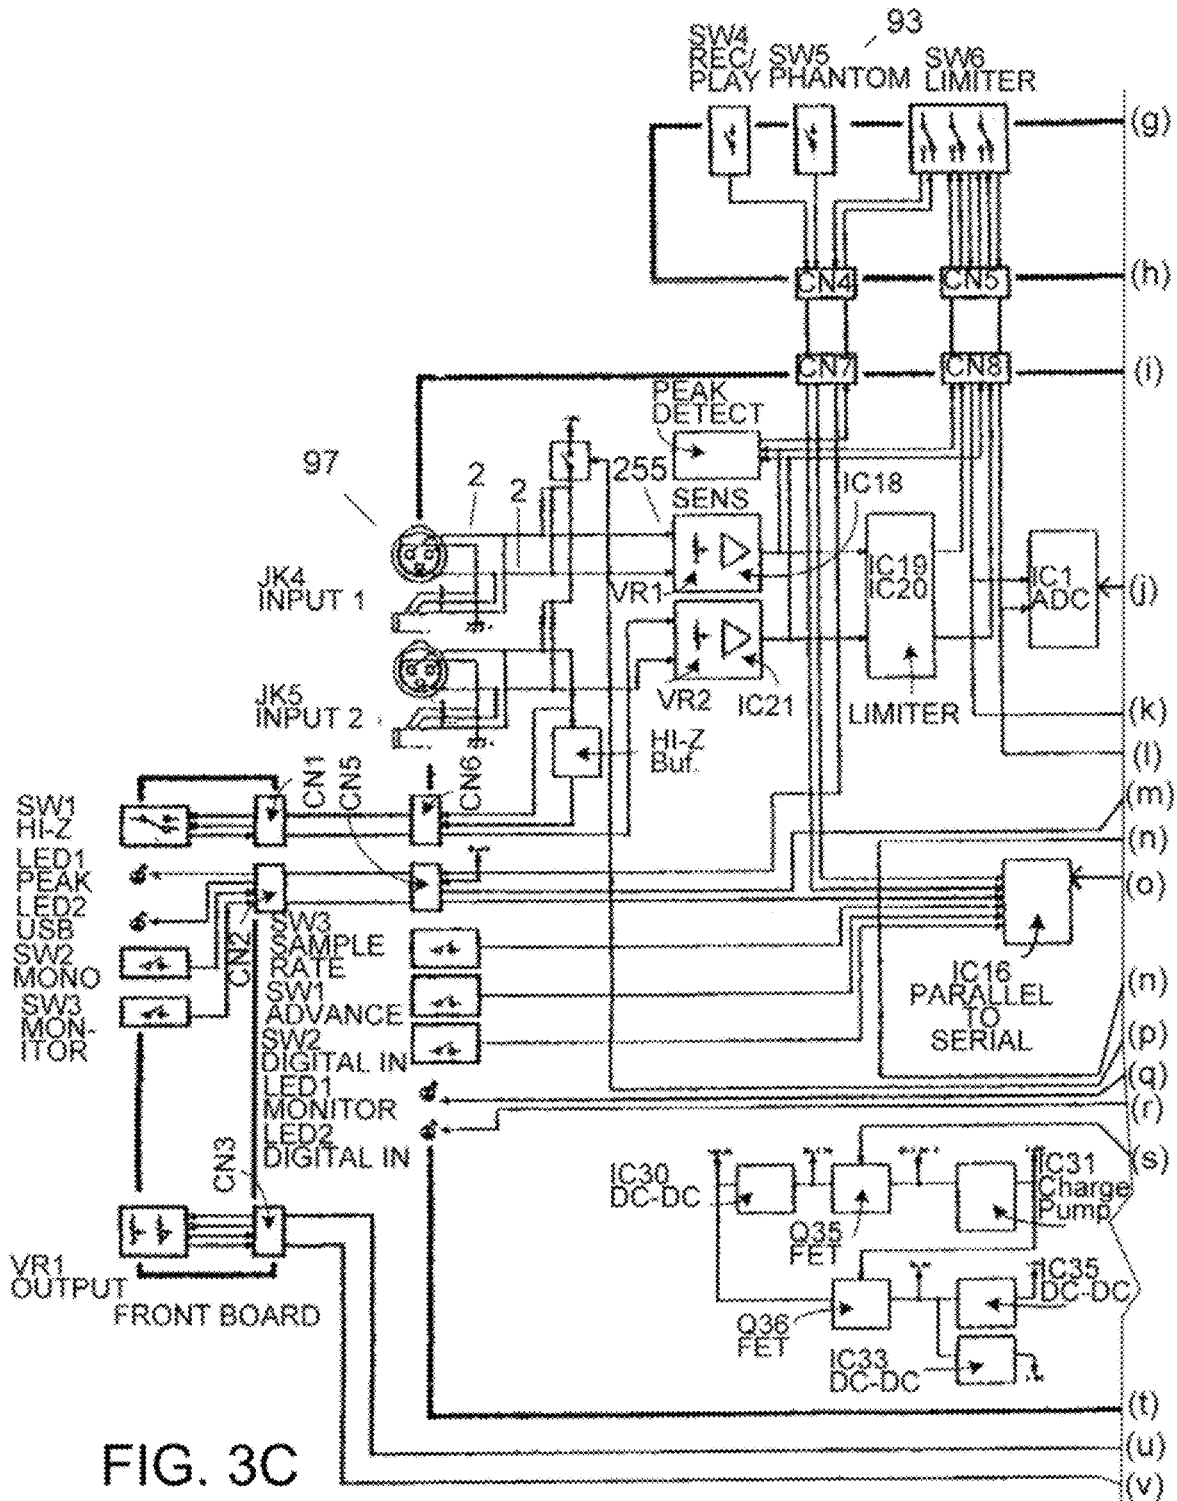 93
SW4
REC/
PLAY
SW5
PHANTOM
SW6
LIMITER
(g)
(h)
CN4
CN5
(i)
CN7
CN8
PEAK
DETECT
97
2
2
255
SENS
IC18
JK4
INPUT 1
VR1
IC19
IC20
IC1
ADC
(j)
JK5
INPUT 2
VR2
IC21
LIMITER
(k)
HI-Z
Buf.
(l)
CN1
CN5
CN6
(m)
SW1
HI-Z
(n)
LED1
PEAK
LED2
USB
(o)
SW2
MONO
CN2
SW3
SAMPLE
RATE
SW3
MON-
ITOR
SW1
ADVANCE
IC16
PARALLEL
TO
SERIAL
(n)
SW2
DIGITAL IN
(p)
LED1
MONITOR
(q)
(r)
LED2
DIGITAL IN
CN3
(s)
IC30
DC-DC
Q35
FET
IC31
Charge
Pump
VR1
OUTPUT
FRONT BOARD
Q36
FET
IC35
DC-DC
IC33
DC-DC
(t)
(u)
(v)
FIG. 3C